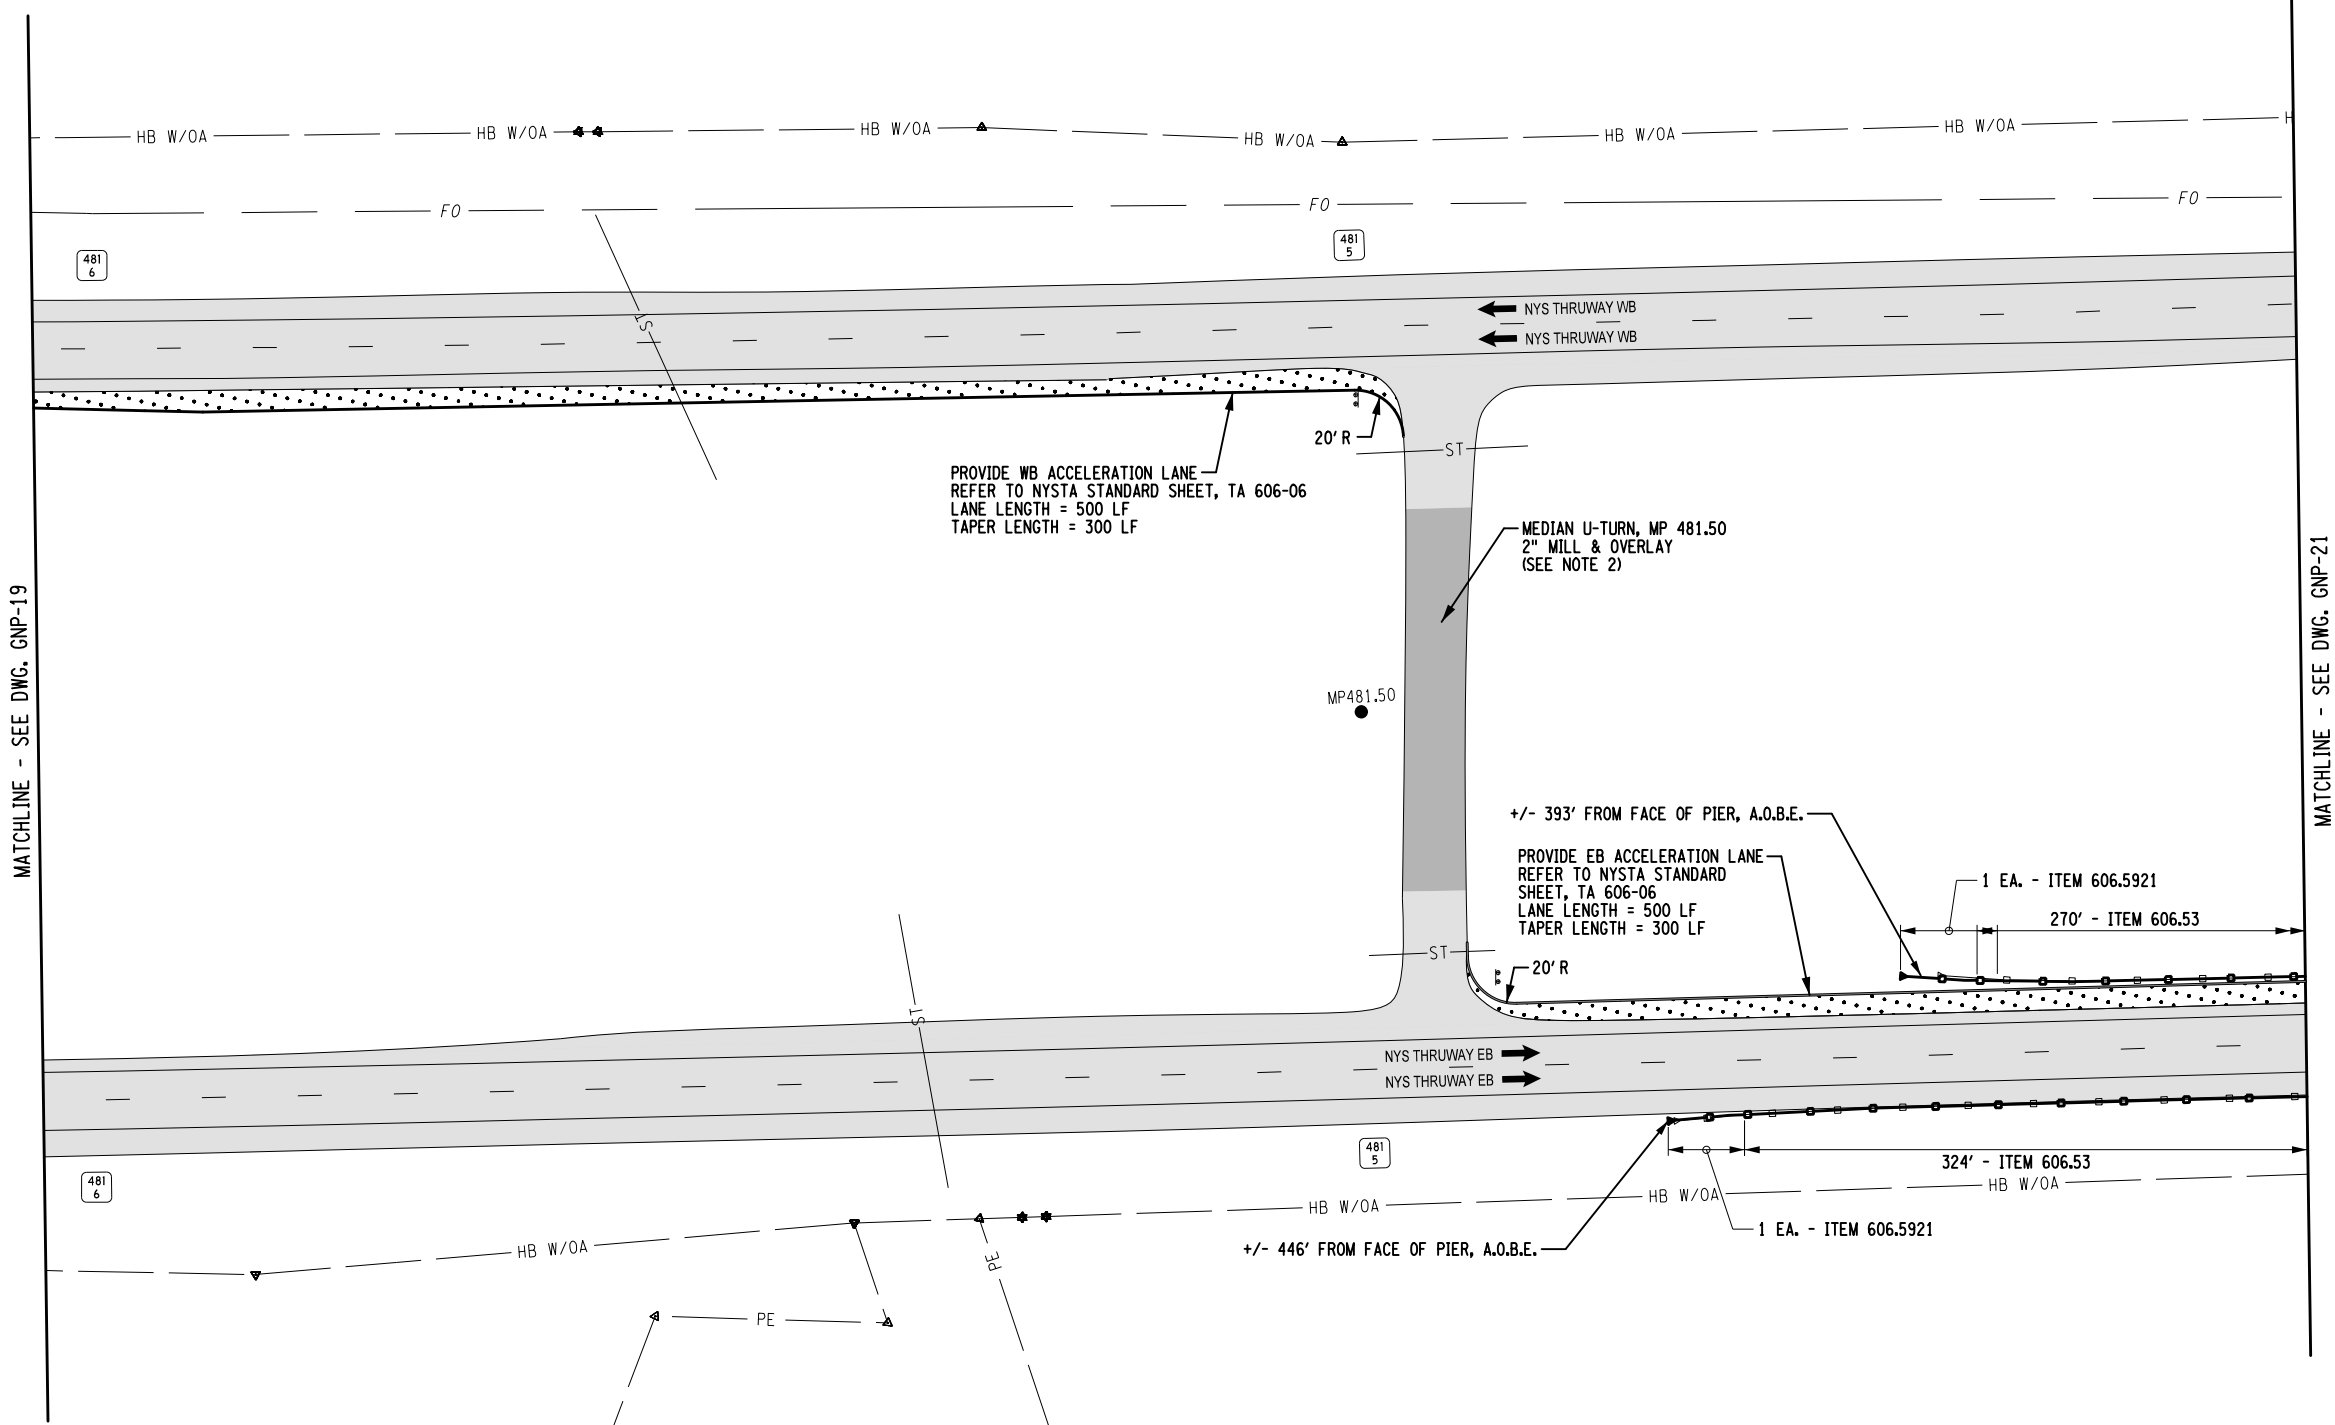 HB W/OA
HB W/OA
HB W/OA
HB W/OA
HB W/OA
HB W/OA
H
FO
FO
FO
481
6
481
5
NYS THRUWAY WB
NYS THRUWAY WB
ST
20' R
ST
PROVIDE WB ACCELERATION LANE
REFER TO NYSTA STANDARD SHEET, TA 606-06
LANE LENGTH = 500 LF
TAPER LENGTH = 300 LF
MEDIAN U-TURN, MP 481.50
2" MILL & OVERLAY
(SEE NOTE 2)
MATCHLINE - SEE DWG. GNP-19
MATCHLINE - SEE DWG. GNP-21
MP481.50
+/- 393' FROM FACE OF PIER, A.O.B.E.
PROVIDE EB ACCELERATION LANE
REFER TO NYSTA STANDARD
SHEET, TA 606-06
LANE LENGTH = 500 LF
TAPER LENGTH = 300 LF
1 EA. - ITEM 606.5921
270' - ITEM 606.53
ST
20' R
ST
NYS THRUWAY EB
NYS THRUWAY EB
481
6
481
5
324' - ITEM 606.53
HB W/OA
HB W/OA
HB W/OA
HB W/OA
1 EA. - ITEM 606.5921
+/- 446' FROM FACE OF PIER, A.O.B.E.
PE
PE